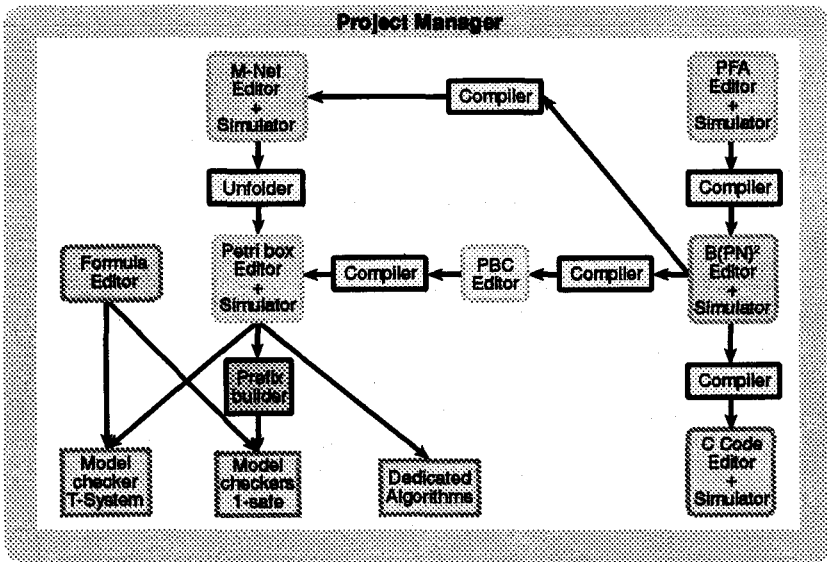 Project Manager
M-Net
Editor
+
Simulator
Compiler
PFA
Editor
+
Simulator
Unfolder
Compiler
Formula
Editor
Petri box
Editor
+
Simulator
Compiler
PBC
Editor
Compiler
B(PN)²
Editor
+
Simulator
Prefix
builder
Compiler
Model
checker
T-System
Model
checkers
1-safe
Dedicated
Algorithms
C Code
Editor
+
Simulator